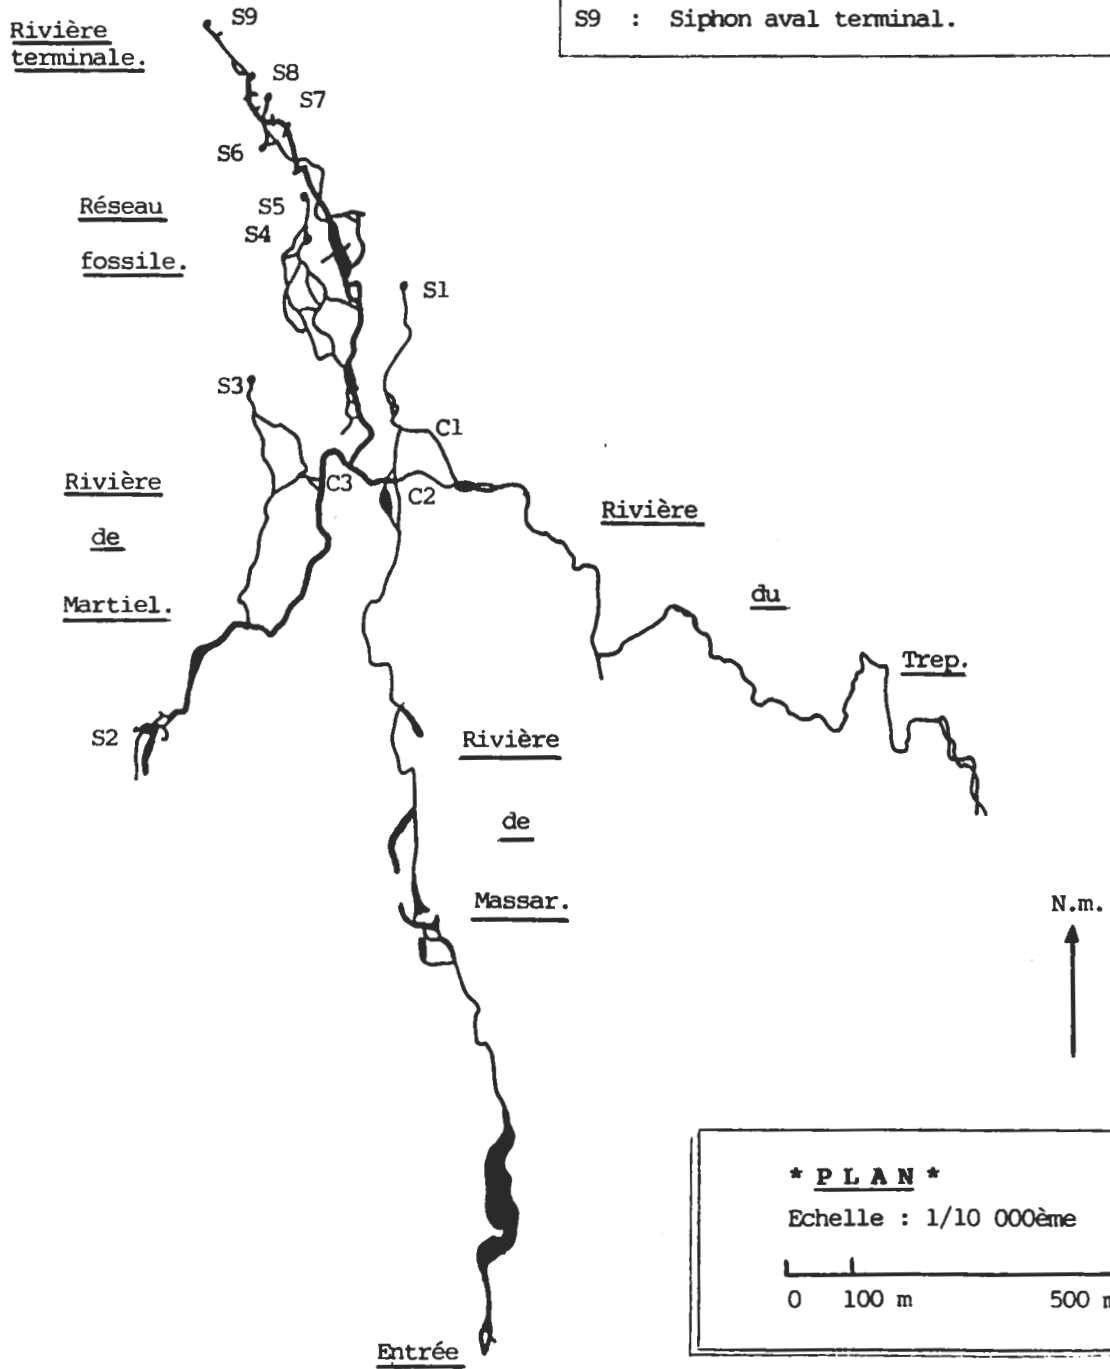 S9 : Siphon aval terminal.
Rivière
terminale.
S9
S8
S7
S6
Réseau
fossile.
S5
S4
S1
S3
C1
Rivière
de
Martiel.
C3
C2
Rivière
du
Trep.
S2
Rivière
de
Massar.
N.m.
* PLAN *
Echelle : 1/10 000ème
0 100 m 500 m
Entrée